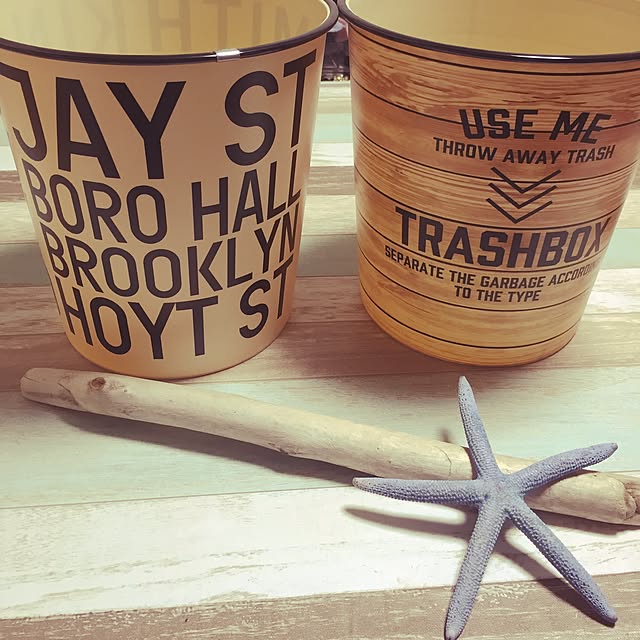 JAY ST
BORO HALL
BROOKLYN
HOYT ST
USE ME
THROW AWAY TRASH
TRASHBOX
SEPARATE THE GARBAGE
TO THE TYPE